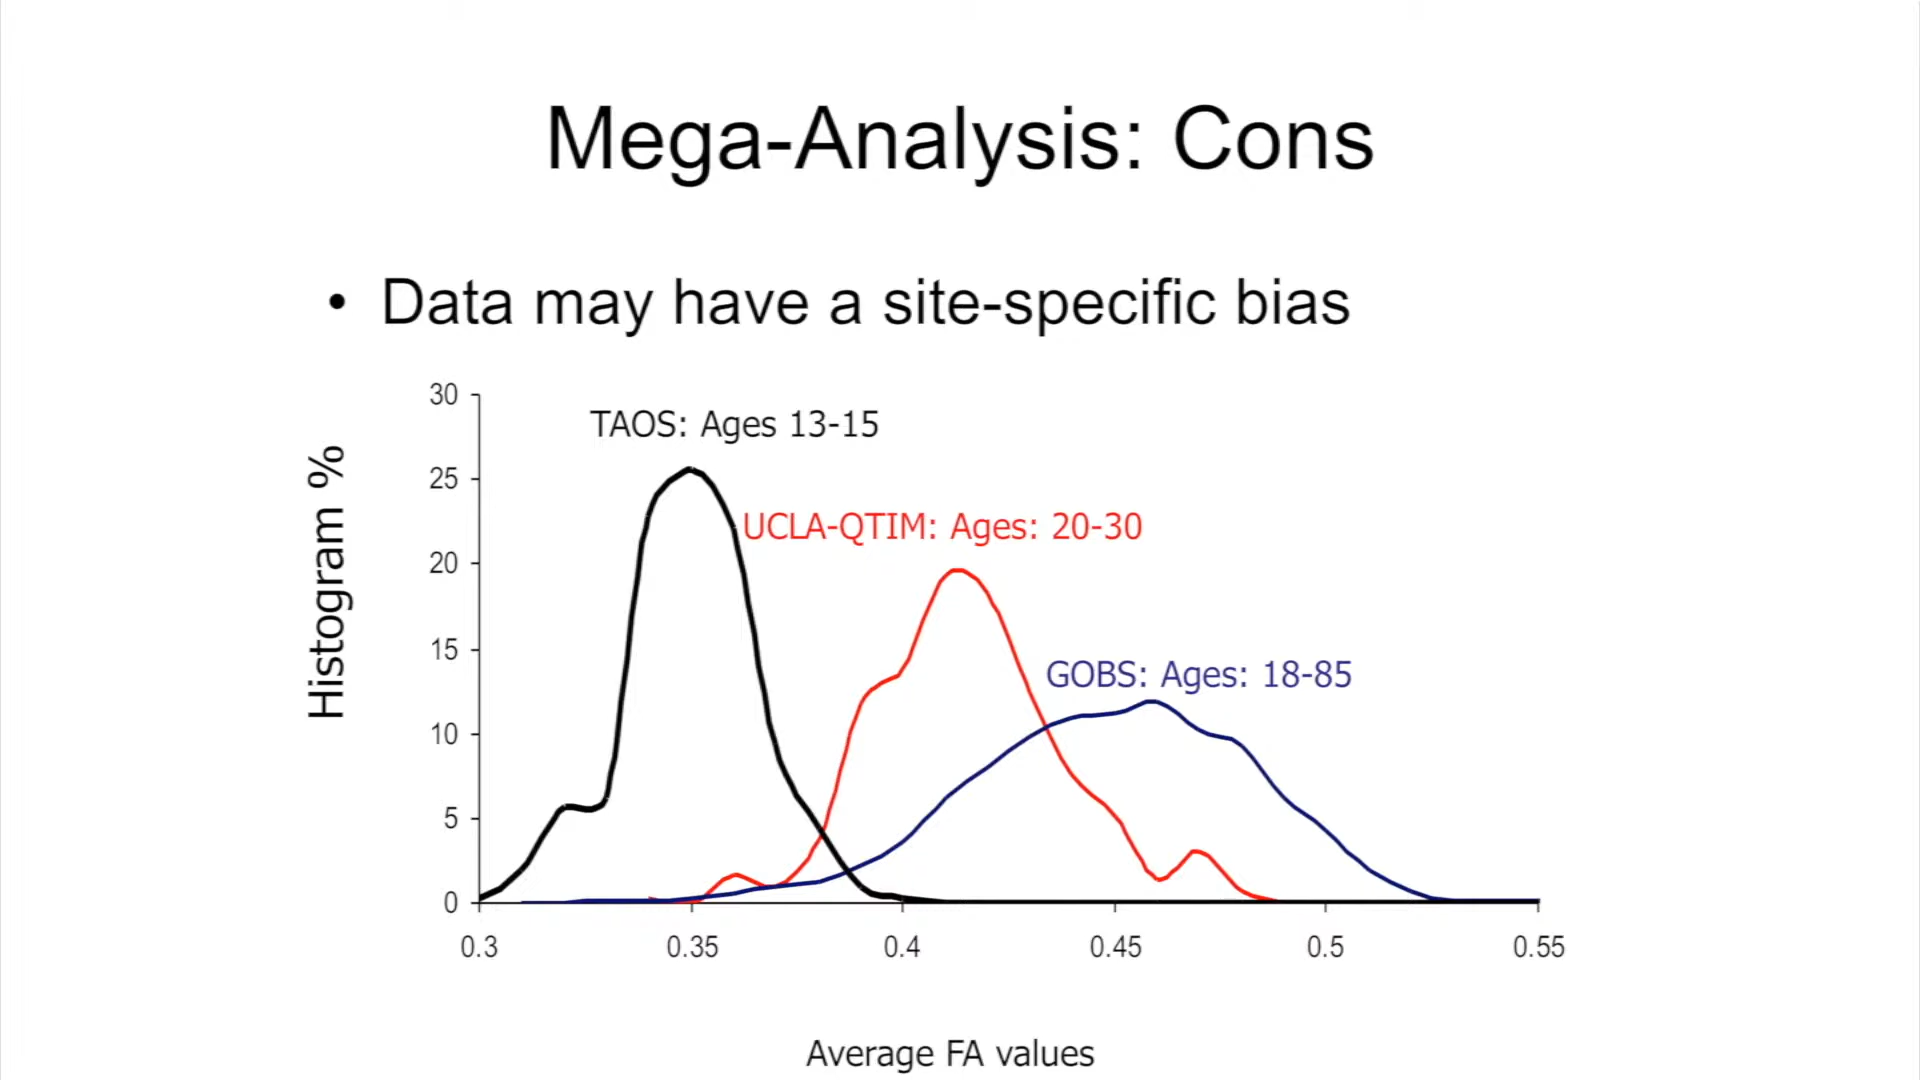 Mega-Analysis: Cons
• Data may have a site-specific bias
30
TAOS: Ages 13-15
25
UCLA-QTIM: Ages: 20-30
20
15
GOBS: Ages: 18-85
10
5
0
Histogram %
0.3 0.35 0.4 0.45 0.5 0.55
Average FA values